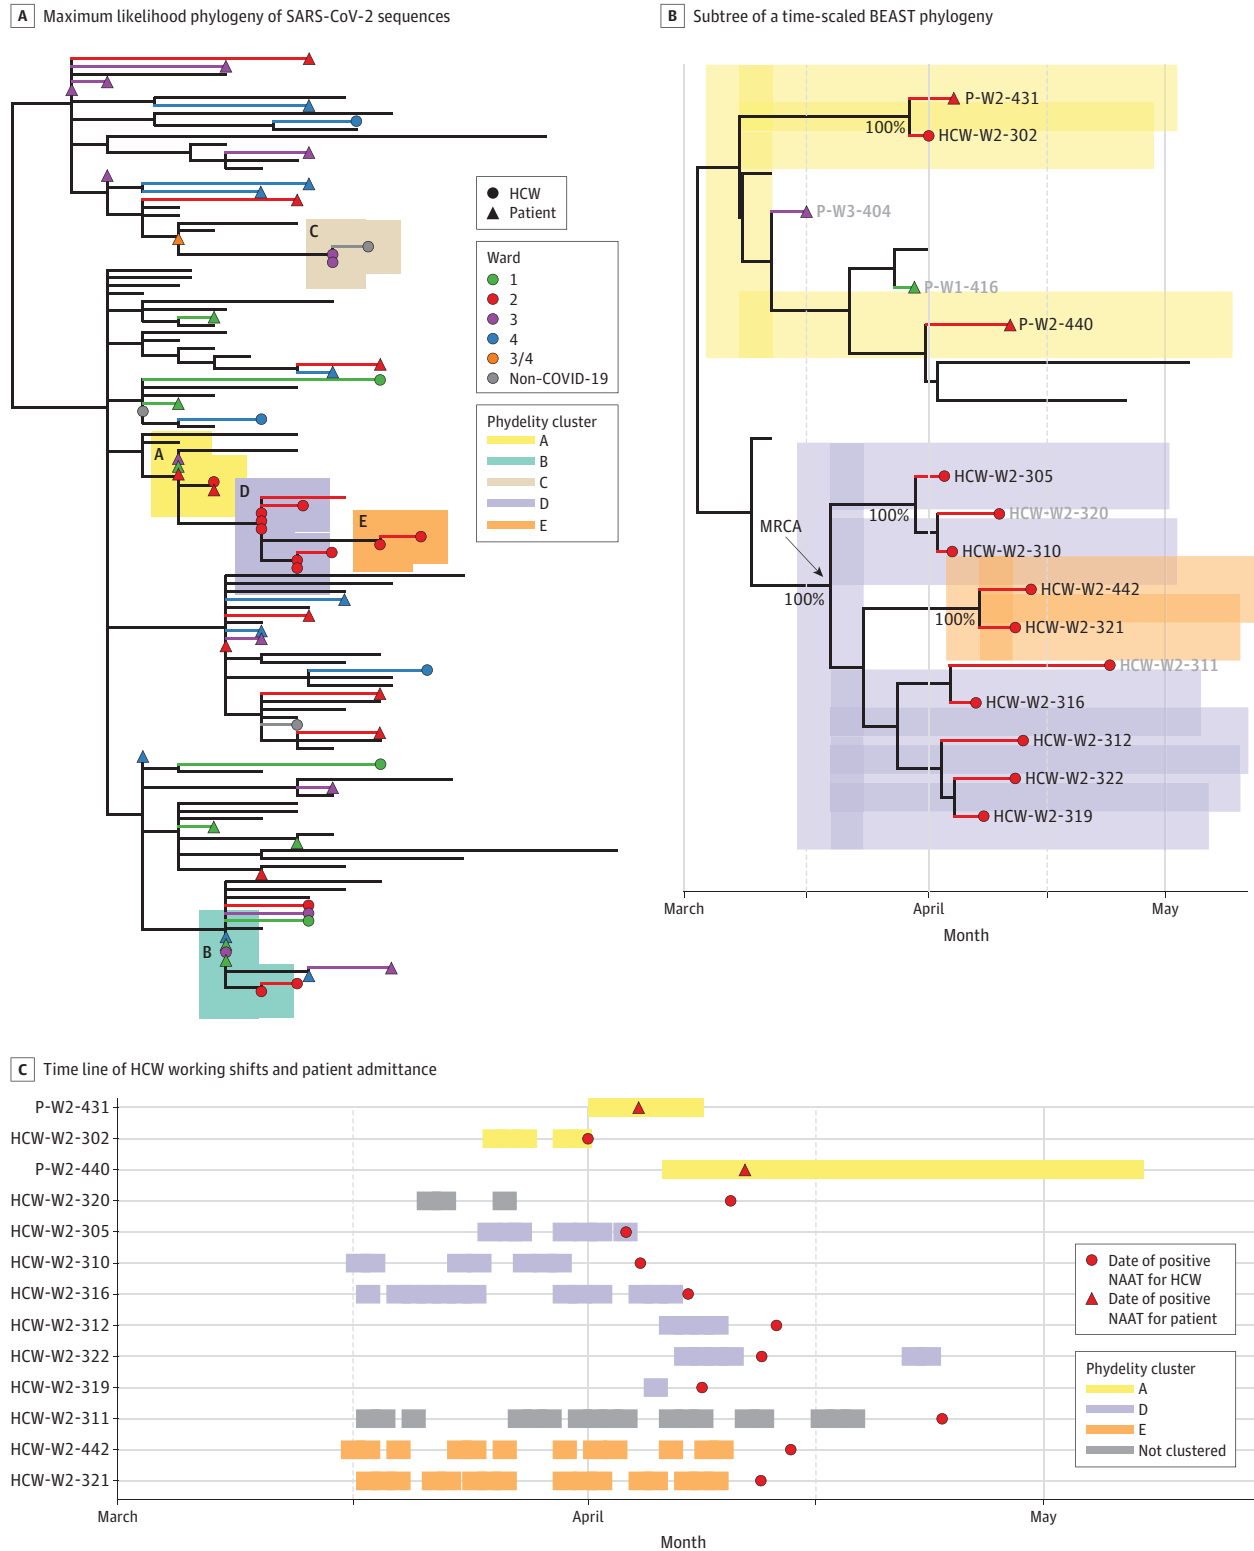 A Maximum likelihood phylogeny of SARS-CoV-2 sequences
C
A
D
E
B
HCW
Patient
Ward
1
2
3
4
3/4
Non-COVID-19
Phydelity cluster
A
B
C
D
E
B Subtree of a time-scaled BEAST phylogeny
P-W2-431
100%
HCW-W2-302
P-W3-404
P-W1-416
P-W2-440
HCW-W2-305
100%
HCW-W2-320
MRCA
HCW-W2-310
100%
HCW-W2-442
100%
HCW-W2-321
HCW-W2-311
HCW-W2-316
HCW-W2-312
HCW-W2-322
HCW-W2-319
March April May
Month
C Time line of HCW working shifts and patient admittance
P-W2-431
HCW-W2-302
P-W2-440
HCW-W2-320
HCW-W2-305
HCW-W2-310
HCW-W2-316
HCW-W2-312
HCW-W2-322
HCW-W2-319
HCW-W2-311
HCW-W2-442
HCW-W2-321
Date of positive
NAAT for HCW
Date of positive
NAAT for patient
Phydelity cluster
A
D
E
Not clustered
March April May
Month